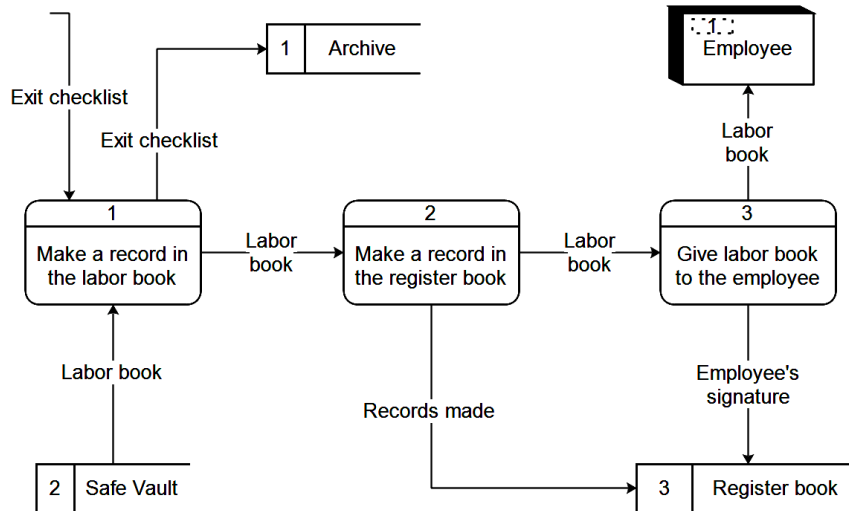 1
Archive
1
Employee
Exit checklist
Exit checklist
Labor
book
1
Make a record in
the labor book
Labor
book
2
Make a record in
the register book
Labor
book
3
Give labor book
to the employee
Labor book
Records made
Employee's
signature
2
Safe Vault
3
Register book